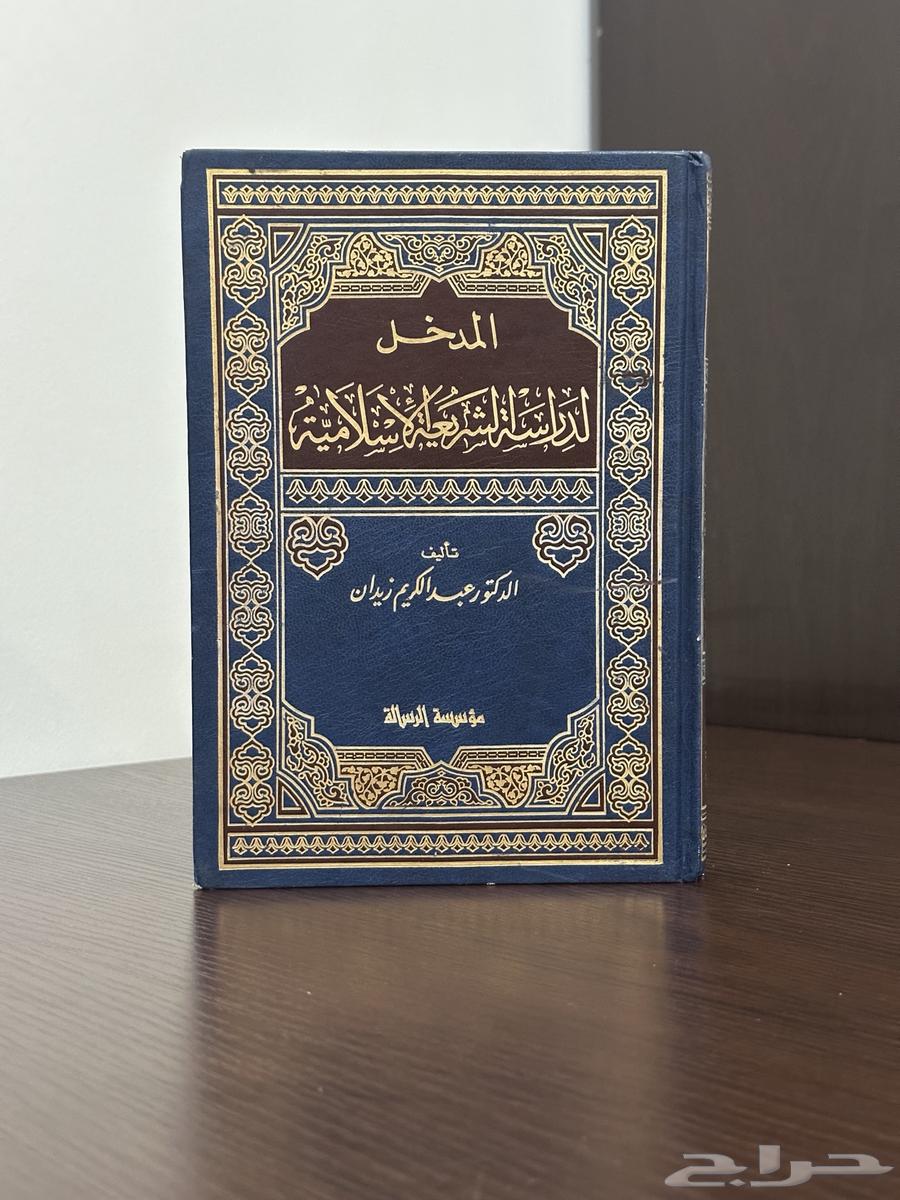 المدخل
لدراسة الشريعة الإسلامية
تأليف
الدكتور عبد الكريم زيدان
مؤسسة الرسالة
حراج